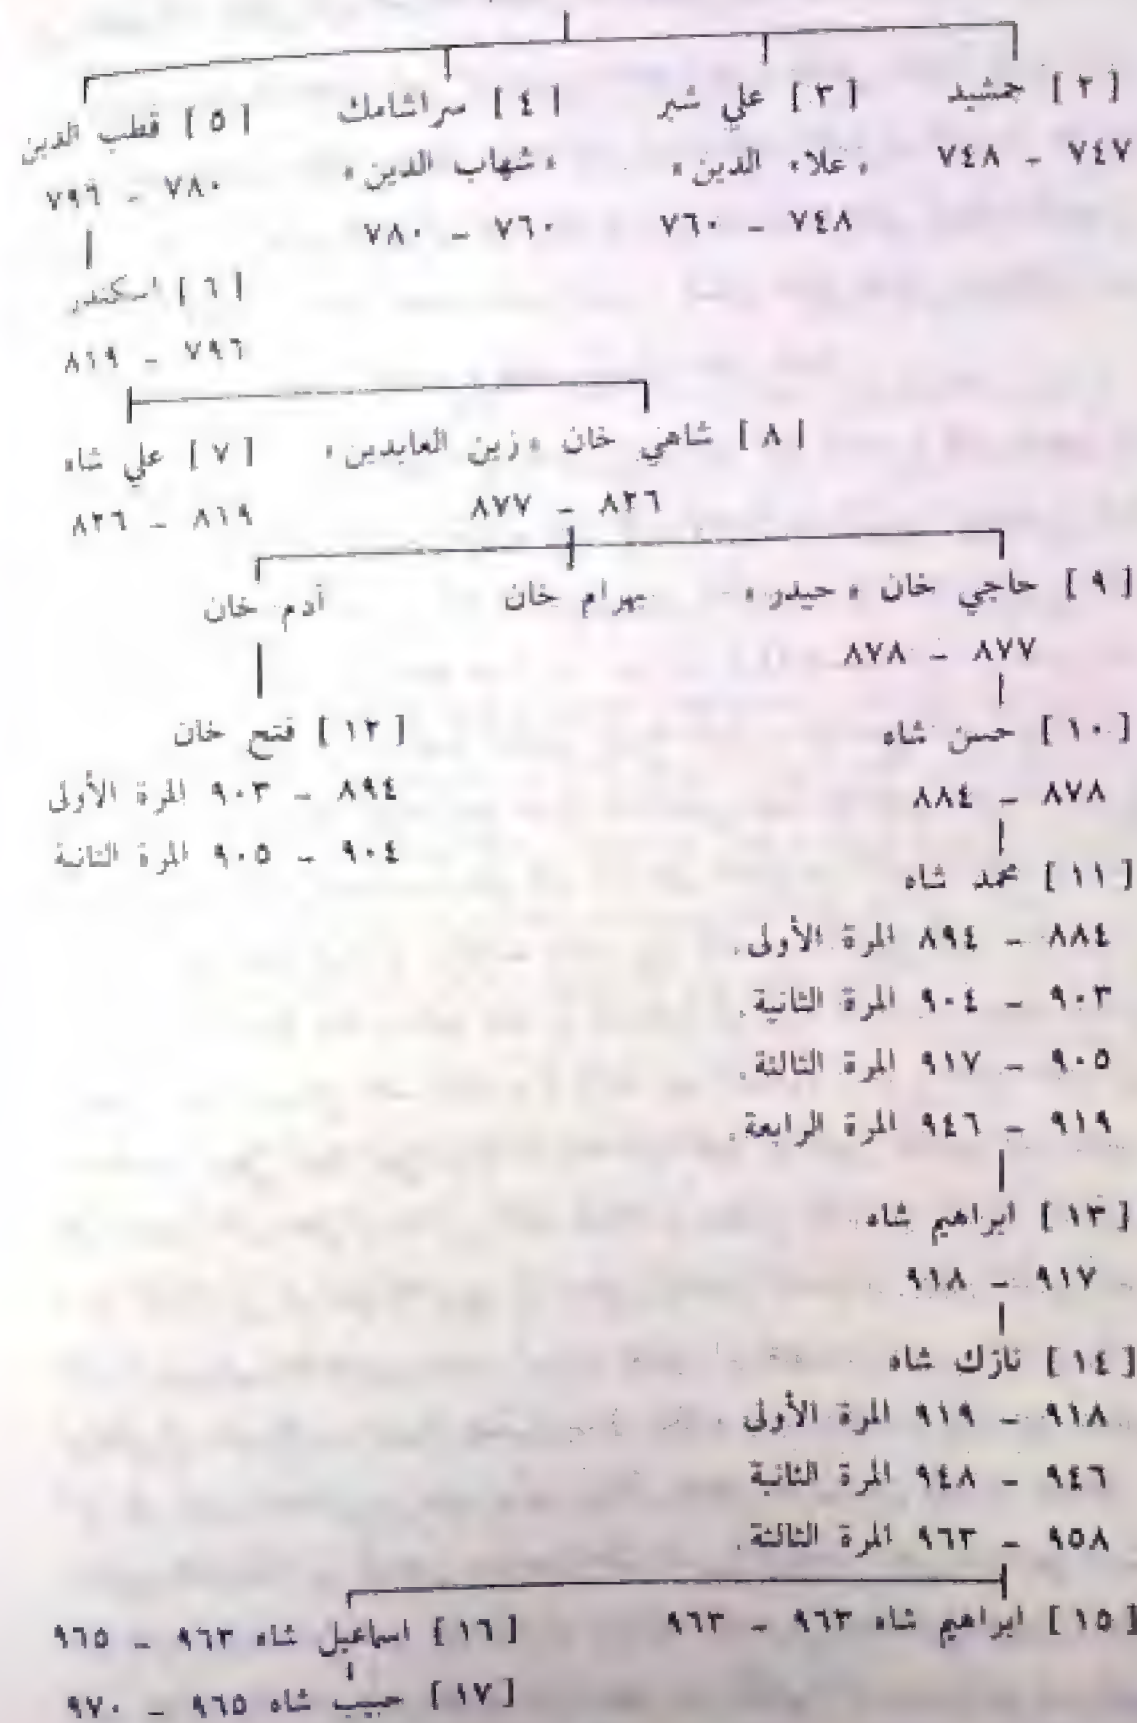 [ ٢ ] جمشيد [ ٣ ] علي شير [ ٤ ] سراشامك [ ٥ ] قطب الدين
٧٤٧ - ٧٤٨ « علاء الدين » « شهاب الدين » ٧٨٠ - ٧٩٦
٧٤٨ - ٧٦٠ ٧٦٠ - ٧٨٠
[ ٦ ] اسكندر
٧٩٦ - ٨١٩
[ ٨ ] شاهي خان « زين العابدين » [ ٧ ] علي شاه
٨٢٦ - ٨٧٧ ٨١٩ - ٨٢٦
[ ٩ ] حاجي خان « حيدر » بهرام خان آدم خان
٨٧٧ - ٨٧٨
[ ١٠ ] حسن شاه [ ١٢ ] فتح خان
٨٧٨ - ٨٨٤ ٨٩٤ - ٩٠٣ المرة الأولى
٩٠٤ - ٩٠٥ المرة الثانية
[ ١١ ] محمد شاه
٨٨٤ - ٨٩٤ المرة الأولى.
٩٠٣ - ٩٠٤ المرة الثانية.
٩٠٥ - ٩١٧ المرة الثالثة.
٩١٩ - ٩٤٦ المرة الرابعة.
[ ١٣ ] ابراهيم شاه
٩١٧ - ٩١٨
[ ١٤ ] نازك شاه
٩١٨ - ٩١٩ المرة الأولى
٩٤٦ - ٩٤٨ المرة الثانية
٩٥٨ - ٩٦٣ المرة الثالثة.
[ ١٥ ] ابراهيم شاه ٩٦٣ - ٩٦٣ [ ١٦ ] اسماعيل شاه ٩٦٣ - ٩٦٥
[ ١٧ ] حبيب شاه ٩٦٥ - ٩٧٠